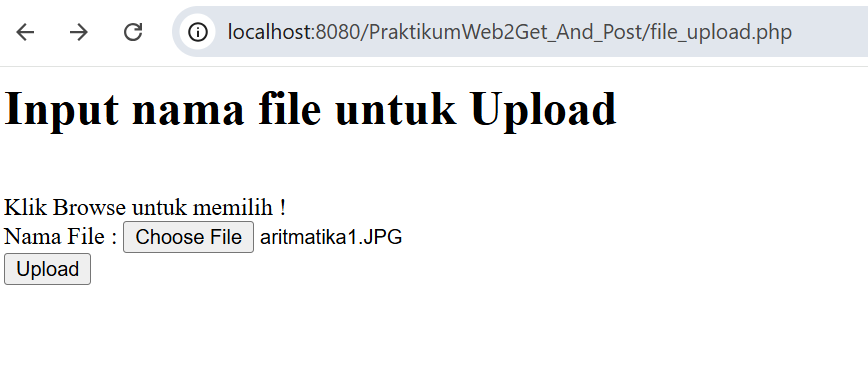 localhost:8080/PraktikumWeb2Get_And_Post/file_upload.php
Input nama file untuk Upload
Klik Browse untuk memilih !
Nama File : Choose File aritmatika1.JPG
Upload